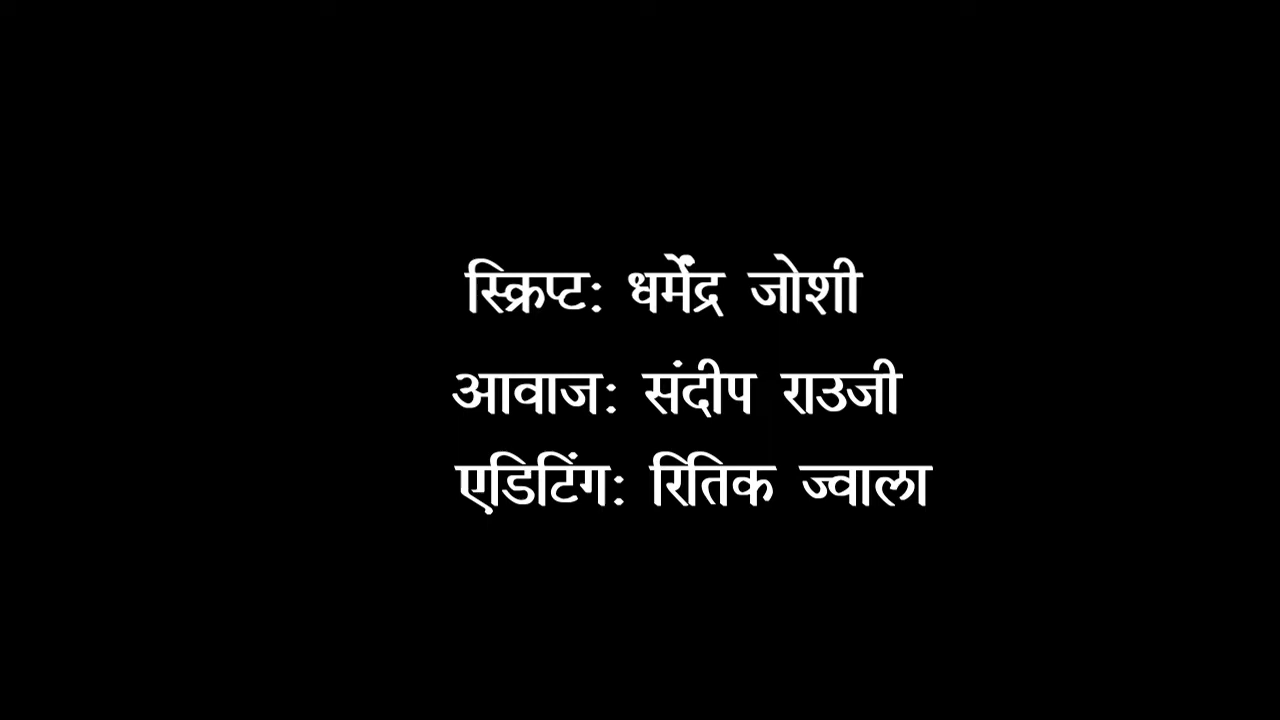 स्क्रिप्ट: धर्मेंद्र जोशी
आवाज: संदीप राउजी
एडिटिंग: रितिक ज्वाला